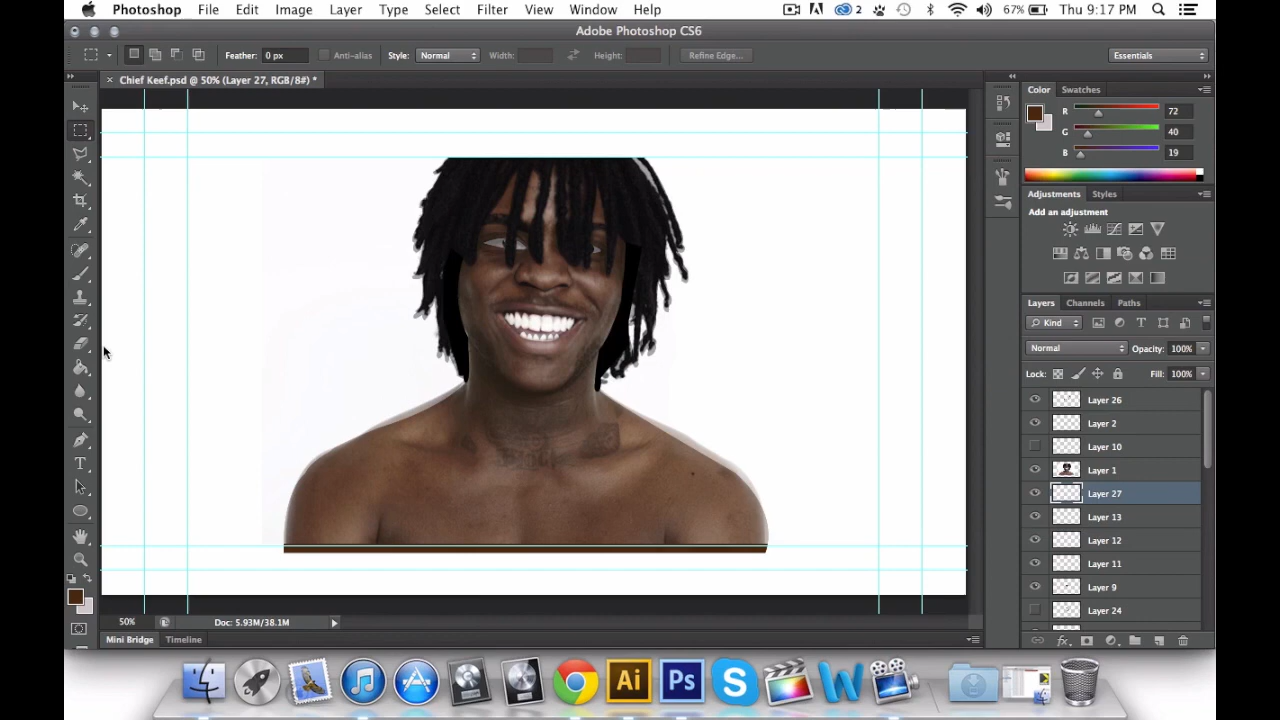 Photoshop File Edit Image Layer Type Select Filter View Window Help 2 67% Thu 9:17 PM
Adobe Photoshop CS6
Feather: 0 px Anti-alias Style: Normal Width: Height: Refine Edge... Essentials
× Chief Keef.psd @ 50% (Layer 27, RGB/8#) *
Color Swatches
R 72
G 40
B 19
Adjustments Styles
Add an adjustment
Layers Channels Paths
Kind
Normal Opacity: 100%
Lock: Fill: 100%
Layer 26
Layer 2
Layer 10
Layer 1
Layer 27
Layer 13
Layer 12
Layer 11
Layer 9
Layer 24
50% Doc: 5.93M/38.1M
Mini Bridge Timeline
Ai Ps